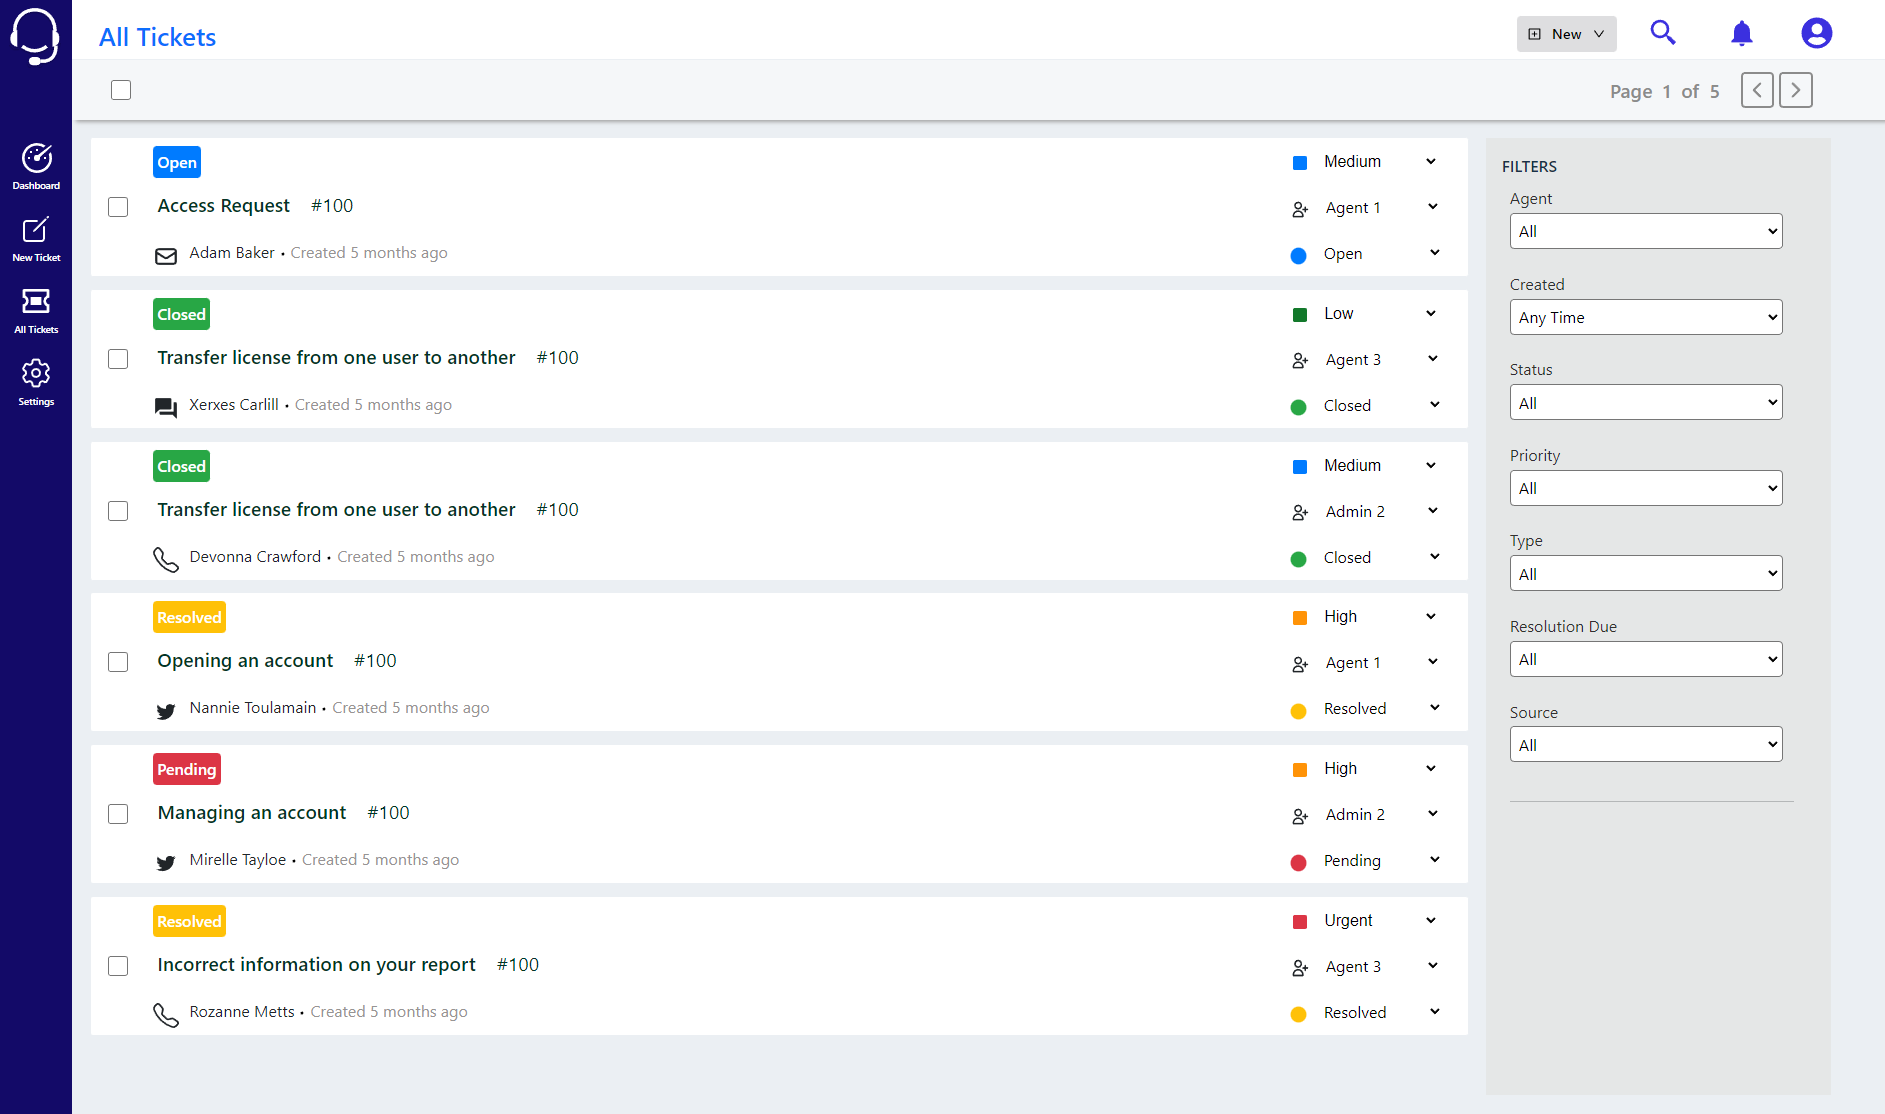 All Tickets
New
Page 1 of 5
Dashboard
New Ticket
All Tickets
Settings
Open
Access Request #100
Adam Baker • Created 5 months ago
Medium
Agent 1
Open
Closed
Transfer license from one user to another #100
Xerxes Carlill • Created 5 months ago
Low
Agent 3
Closed
Closed
Transfer license from one user to another #100
Devonna Crawford • Created 5 months ago
Medium
Admin 2
Closed
Resolved
Opening an account #100
Nannie Toulamain • Created 5 months ago
High
Agent 1
Resolved
Pending
Managing an account #100
Mirelle Tayloe • Created 5 months ago
High
Admin 2
Pending
Resolved
Incorrect information on your report #100
Rozanne Metts • Created 5 months ago
Urgent
Agent 3
Resolved
FILTERS
Agent
All
Created
Any Time
Status
All
Priority
All
Type
All
Resolution Due
All
Source
All